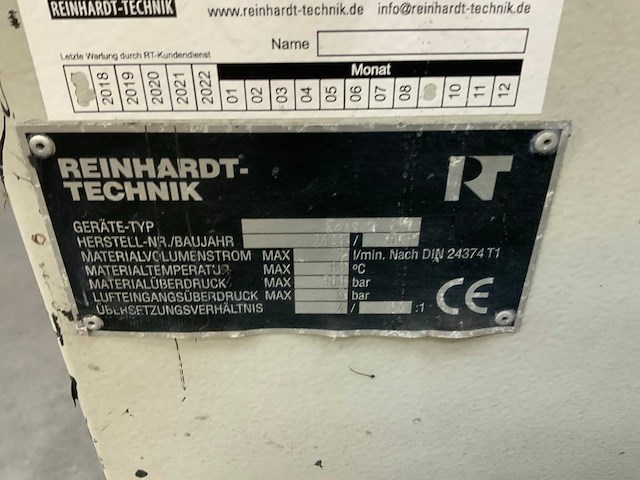 REINHARDT-TECHNIK
www.reinhardt-technik.de info@reinhardt-technik.de
Name
Letzte Wartung durch RT-Kundendienst
Monat
2018 2019 2020 2021 2022 01 02 03 04 05 06 07 08 10 11 12
REINHARDT-
TECHNIK
RT
GERÄTE-TYP
HERSTELL-NR./BAUJAHR /
MATERIALVOLUMENSTROM MAX l/min. Nach DIN 24374 T1
MATERIALTEMPERATUR MAX °C
MATERIALÜBERDRUCK MAX bar
LUFTEINGANGSÜBERDRUCK MAX bar
ÜBERSETZUNGSVERHÄLTNIS / :1
CE